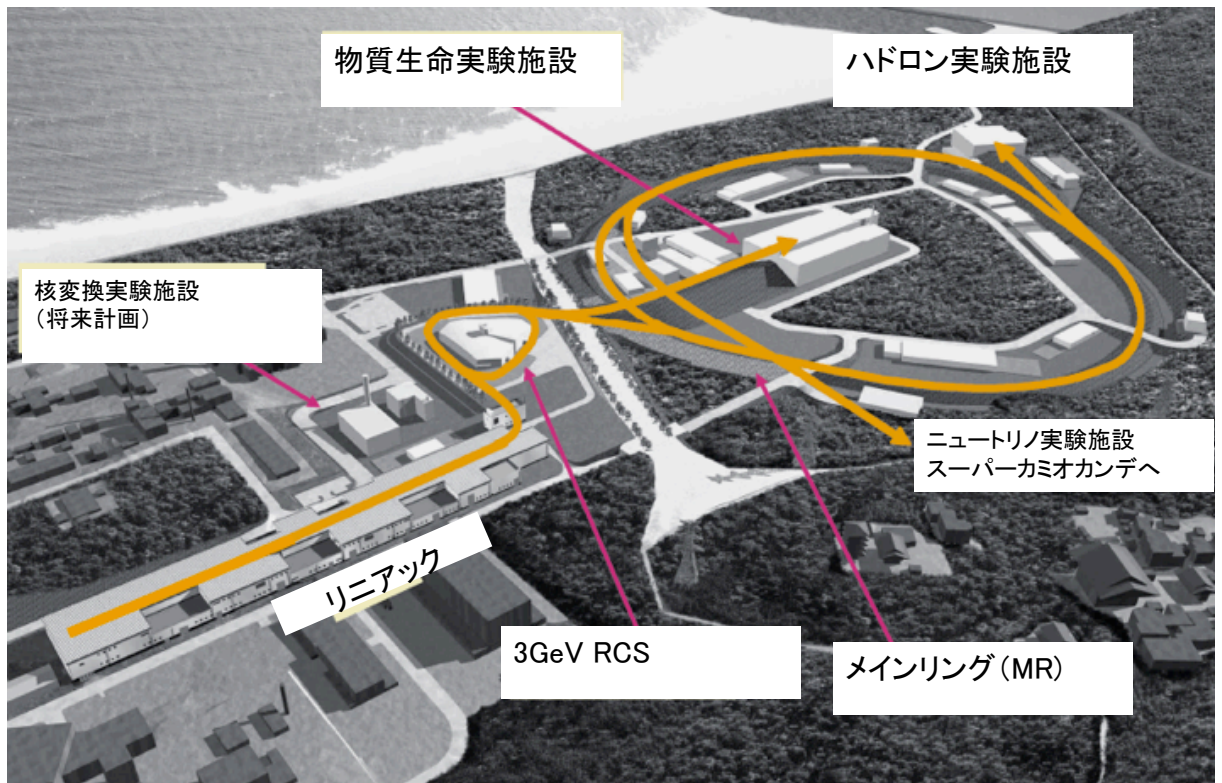 物質生命実験施設
ハドロン実験施設
核変換実験施設
（将来計画）
ニュートリノ実験施設
スーパーカミオカンデへ
リニアック
3GeV RCS
メインリング（MR）